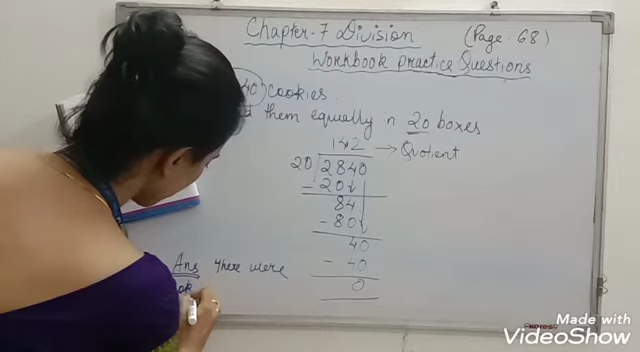 Chapter-7 Division (Page 68)
Workbook practice Questions
40 cookies.
them equally n 20 boxes
142 → Quotient
20 2840
- 20↓
84
- 80↓
40
- 40
0
Ans There were
Made with
VideoShow